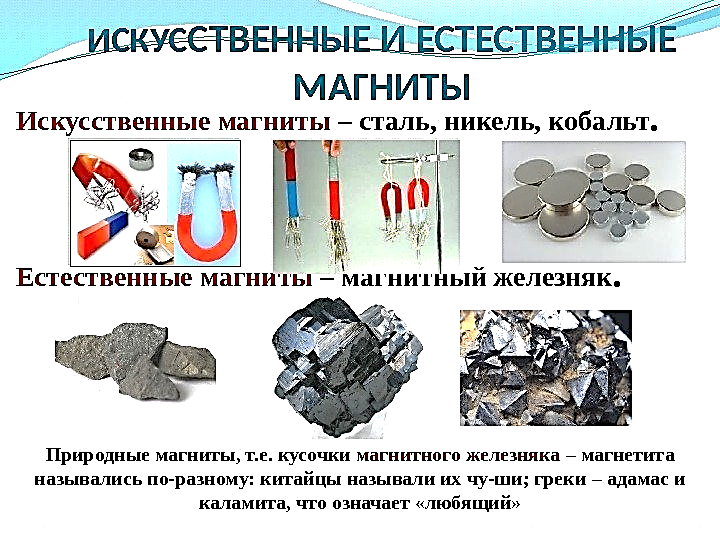 ИСКУССТВЕННЫЕ И ЕСТЕСТВЕННЫЕ
МАГНИТЫ
Искусственные магниты – сталь, никель, кобальт.
Естественные магниты – магнитный железняк.
Природные магниты, т.е. кусочки магнитного железняка – магнетита
назывались по-разному: китайцы называли их чу-ши; греки – адамас и
каламита, что означает «любящий»